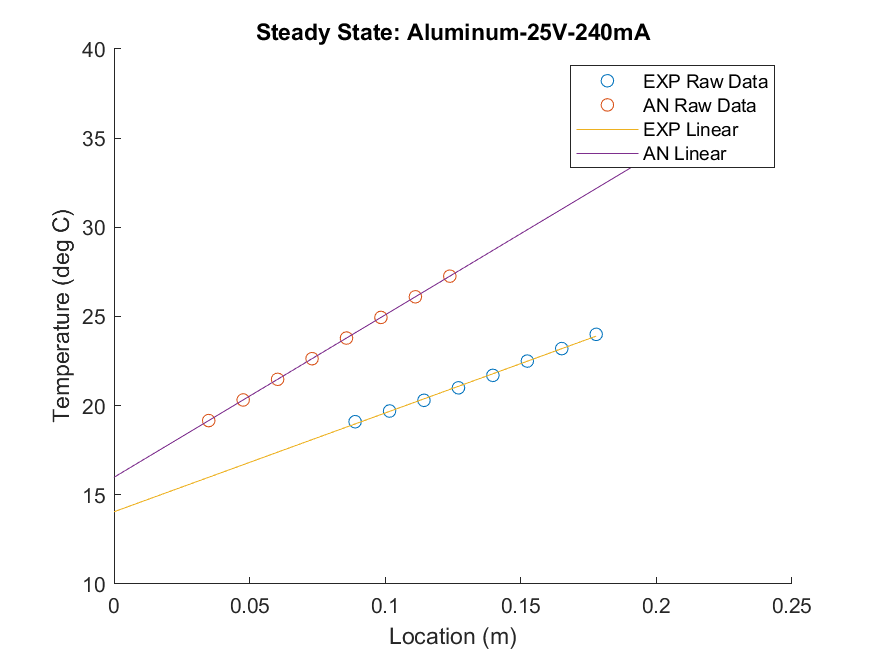 Steady State: Aluminum-25V-240mA
40
35
30
25
20
15
10
0
0.05
0.1
0.15
0.2
0.25
Temperature (deg C)
Location (m)
EXP Raw Data
AN Raw Data
EXP Linear
AN Linear